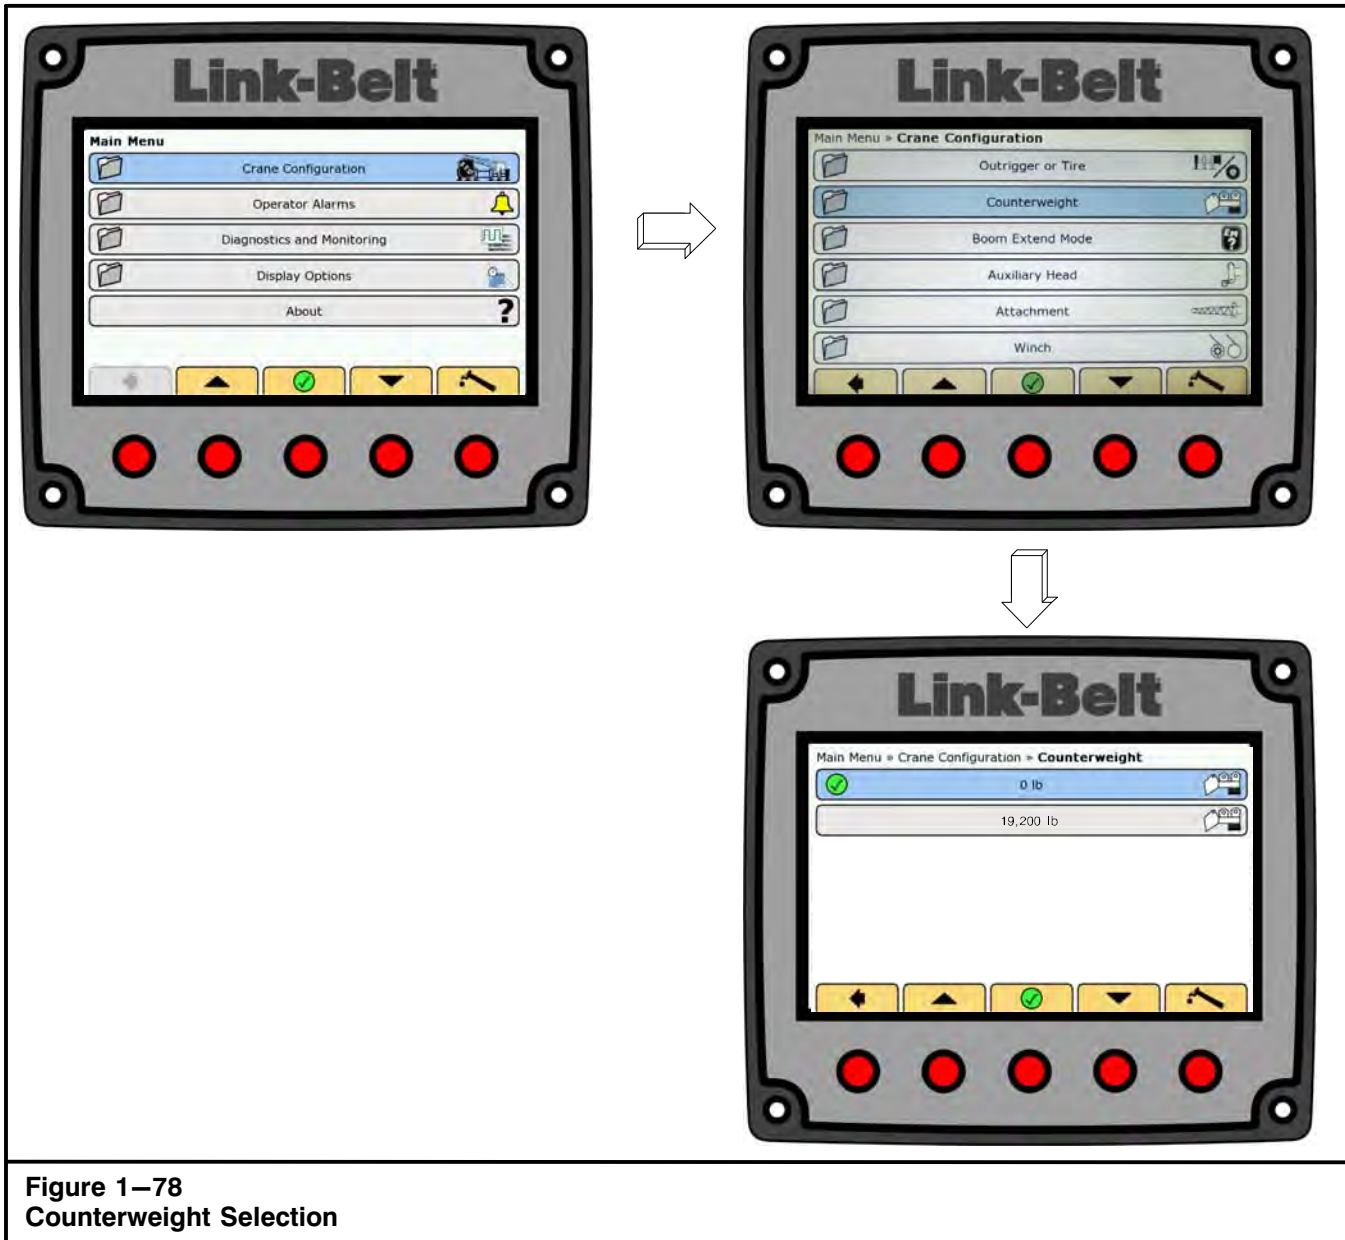 Link-Belt
Main Menu
Crane Configuration
Operator Alarms
Diagnostics and Monitoring
Display Options
About
?
Link-Belt
Main Menu » Crane Configuration
Outrigger or Tire
Counterweight
Boom Extend Mode
Auxiliary Head
Attachment
Winch
Link-Belt
Main Menu » Crane Configuration » Counterweight
0 lb
19,200 lb
Figure 1—78
Counterweight Selection